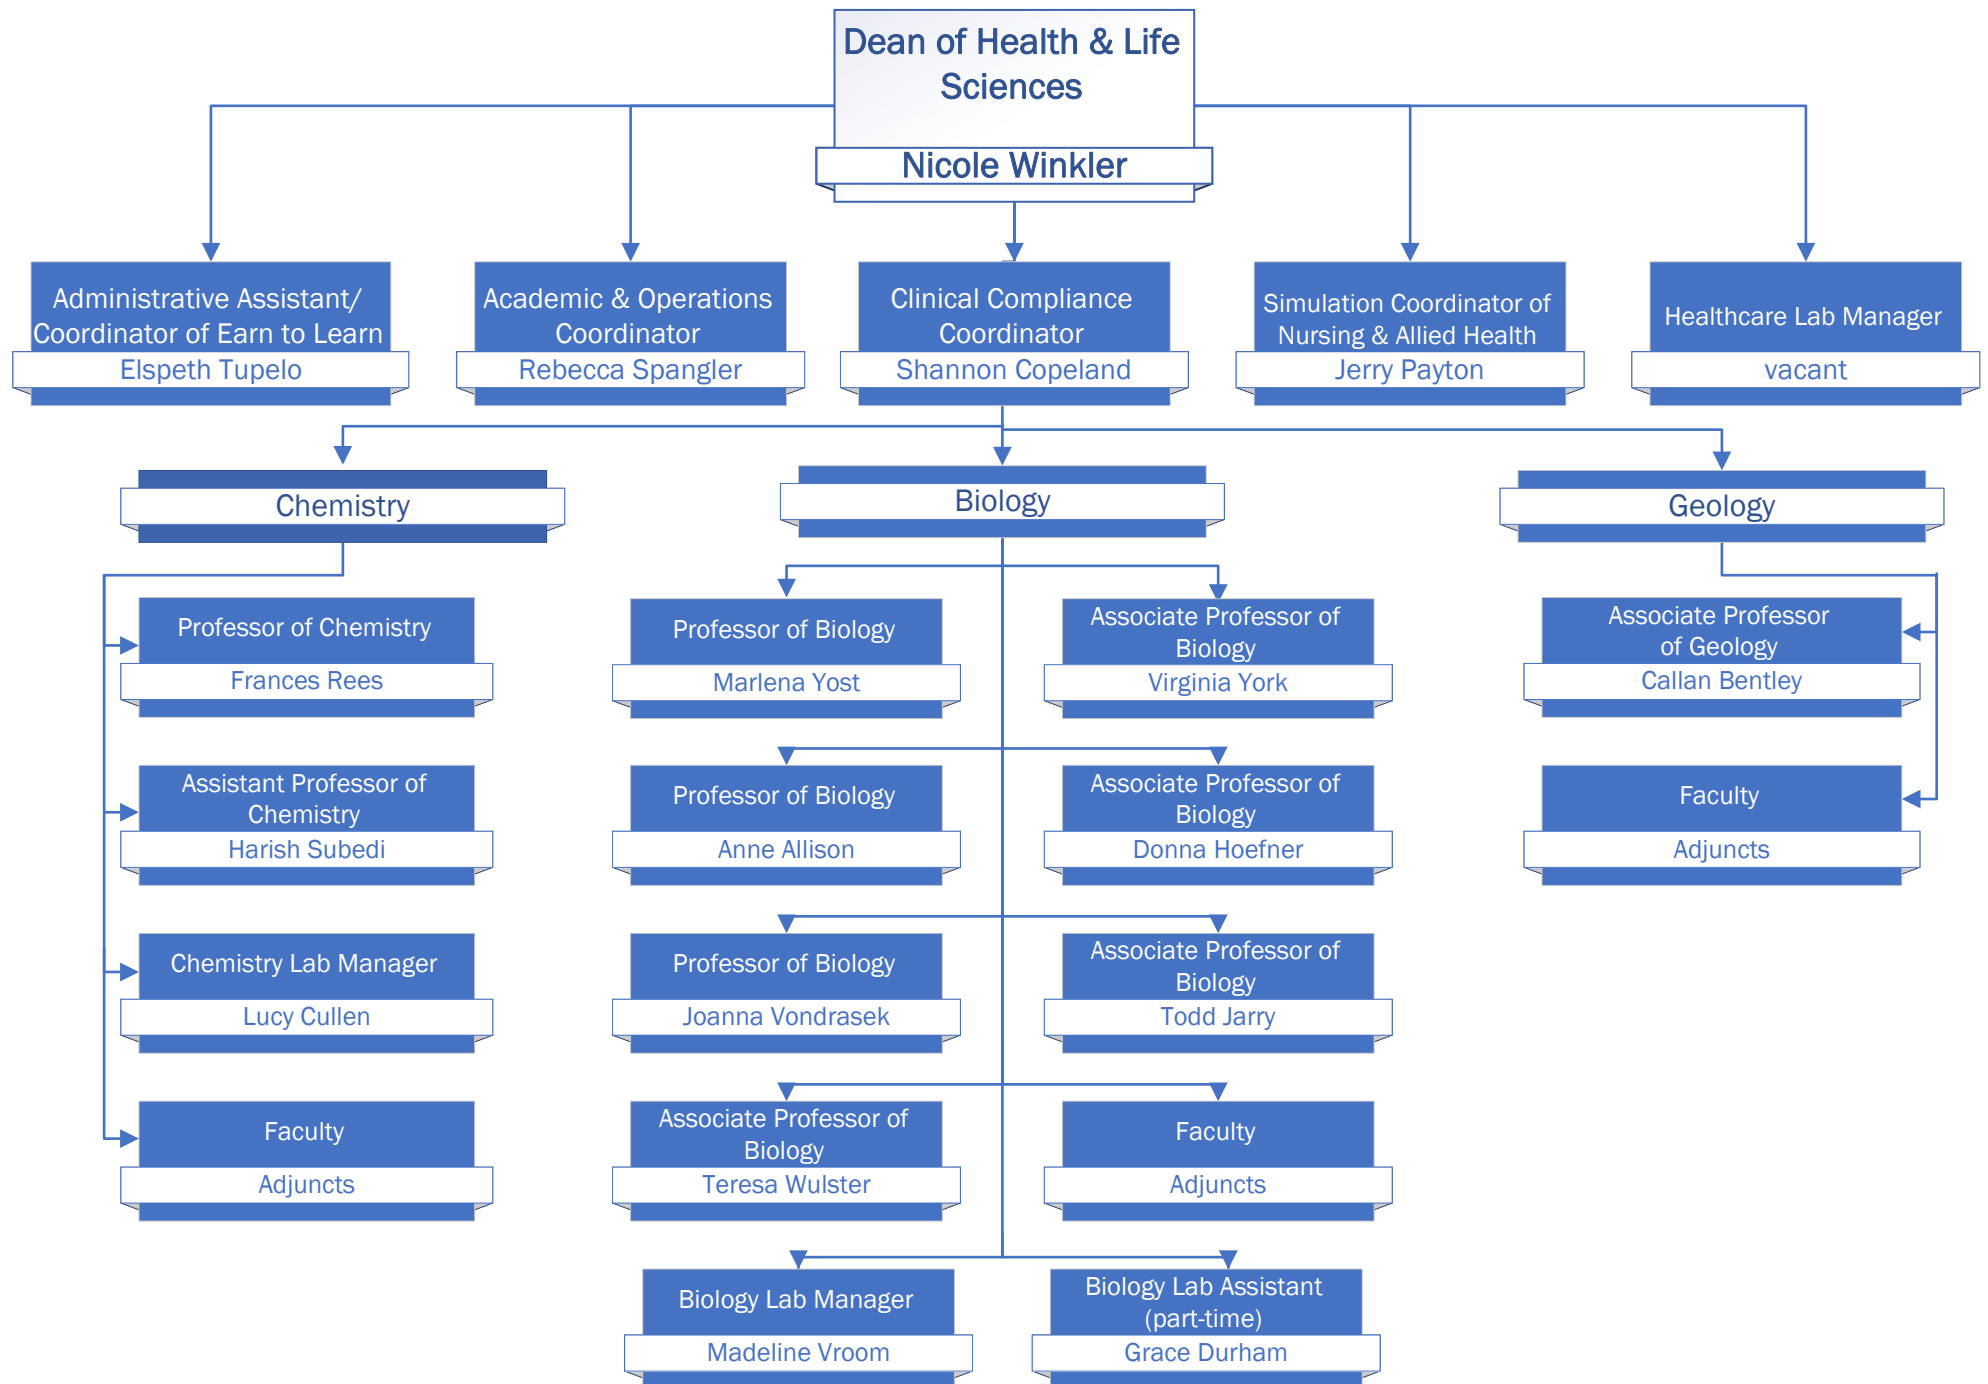 Dean of Health & Life
Sciences
Nicole Winkler
Administrative Assistant/
Coordinator of Earn to Learn
Elspeth Tupelo
Academic & Operations
Coordinator
Rebecca Spangler
Clinical Compliance
Coordinator
Shannon Copeland
Simulation Coordinator of
Nursing & Allied Health
Jerry Payton
Healthcare Lab Manager
vacant
Chemistry
Biology
Geology
Professor of Chemistry
Frances Rees
Professor of Biology
Marlena Yost
Associate Professor of
Biology
Virginia York
Associate Professor
of Geology
Callan Bentley
Assistant Professor of
Chemistry
Harish Subedi
Professor of Biology
Anne Allison
Associate Professor of
Biology
Donna Hoefner
Faculty
Adjuncts
Chemistry Lab Manager
Lucy Cullen
Professor of Biology
Joanna Vondrasek
Associate Professor of
Biology
Todd Jarry
Faculty
Adjuncts
Associate Professor of
Biology
Teresa Wulster
Faculty
Adjuncts
Biology Lab Manager
Madeline Vroom
Biology Lab Assistant
(part-time)
Grace Durham